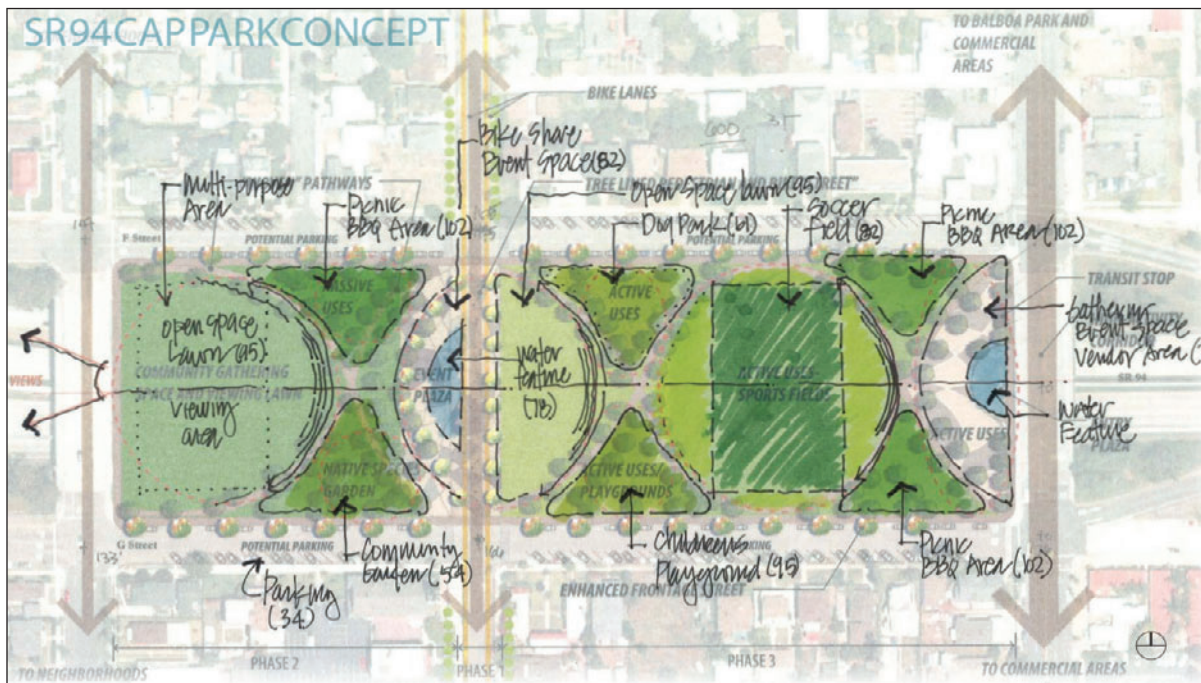 SR94CAPPARKCONCEPT
TO BALBOA PARK AND
COMMERCIAL
AREAS
BIKE LANES
600
Bike Share
Event Space (82)
Multi-purpose
Area
PATHWAYS
TREE LINED PEDESTRIAN AND
Open Space Lawn (95)
Picnic
BBQ Area (102)
Dog Park (61)
Soccer
Field (82)
Picnic
BBQ Area (102)
F Street
POTENTIAL PARKING
POTENTIAL PARKING
TRANSIT STOP
PASSIVE
USES
ACTIVE
USES
Gathering
Event Space
Vendor Area
Open Space
Lawn (95)
COMMUNITY GATHERING
SPACE AND VIEWING LAWN
Viewing
area
VIEWS
EVENT
PLAZA
Water
Feature
(78)
ACTIVE USES
SPORTS FIELDS
SR 94
Water
Feature
ENTRY
PLAZA
ACTIVE USES
NATIVE SPECIES
GARDEN
ACTIVE USES/
PLAYGROUNDS
G Street
POTENTIAL PARKING
POTENTIAL PARKING
133'
Community
Garden
Children's
Playground (95)
Picnic
BBQ Area (102)
Parking
(34)
ENHANCED FRONTAGE STREET
TO NEIGHBORHOODS
PHASE 2
PHASE 1
PHASE 3
TO COMMERCIAL AREAS